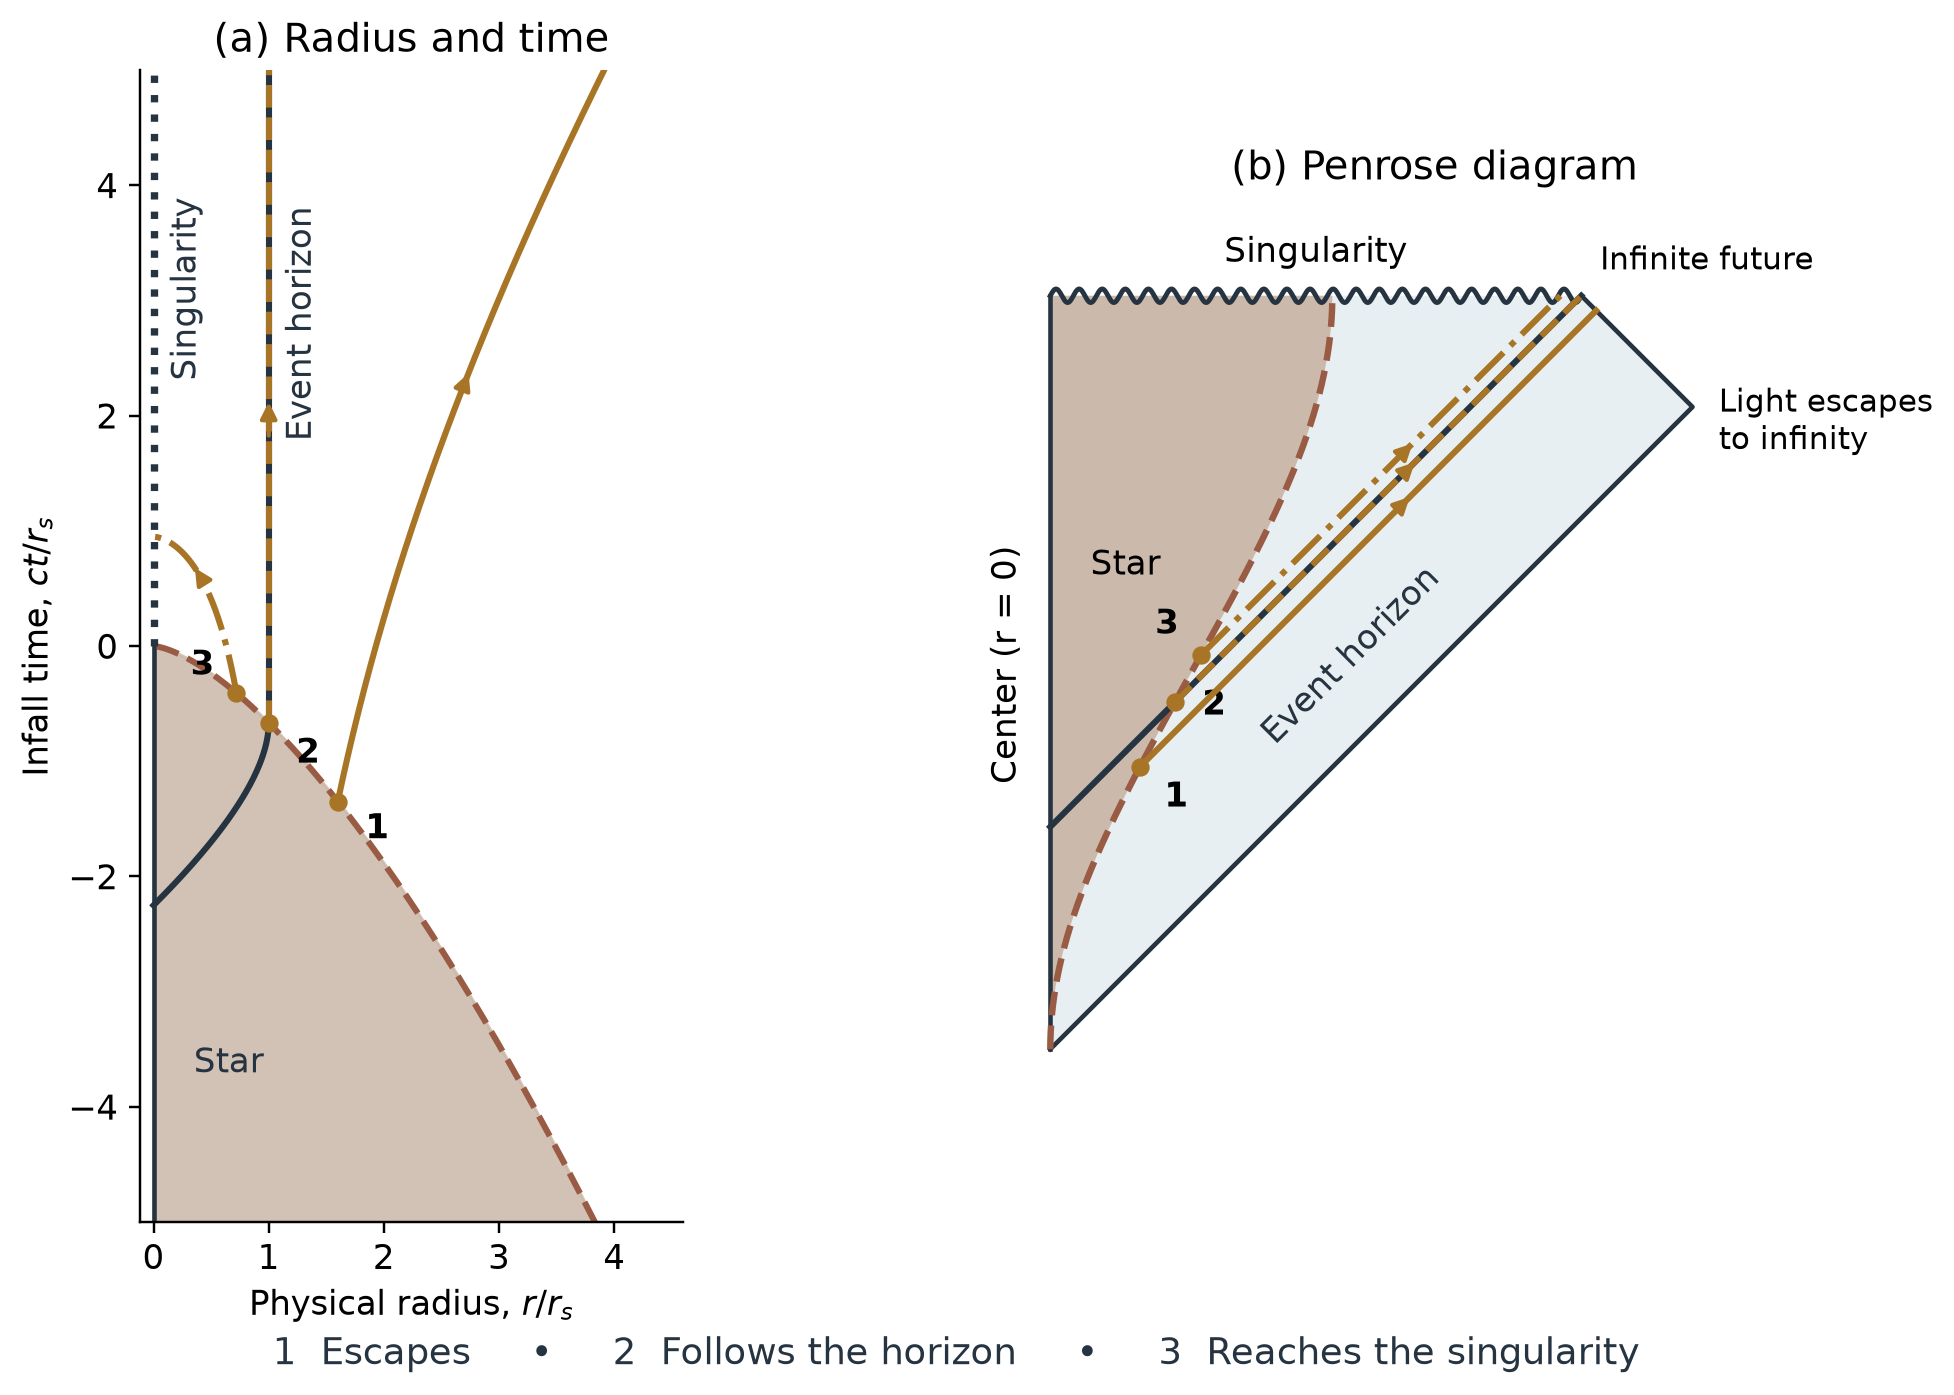 (a) Radius and time
Singularity
Event horizon
4
2
0
−2
−4
Infall time, ct/rₛ
3
2
1
Star
0 1 2 3 4
Physical radius, r/rₛ
(b) Penrose diagram
Singularity
Infinite future
Light escapes
to infinity
Star
Center (r = 0)
3
2
1
Event horizon
1 Escapes • 2 Follows the horizon • 3 Reaches the singularity